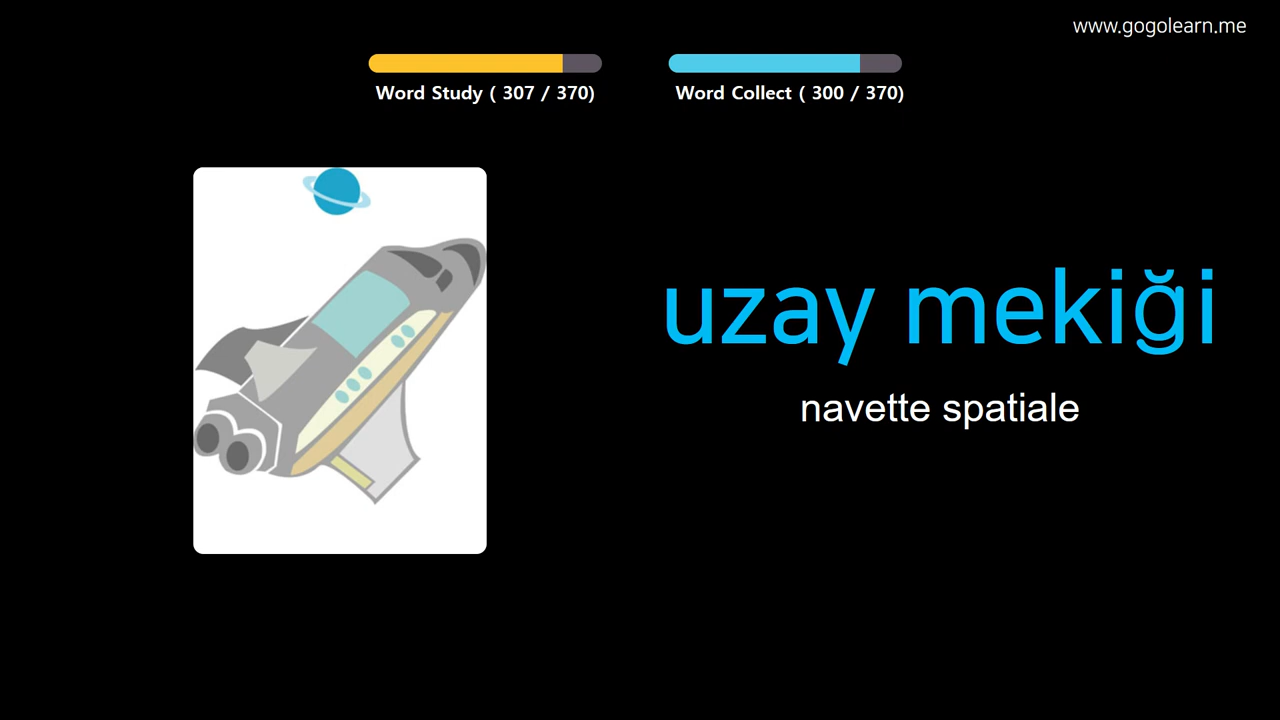 www.gogolearn.me
Word Study ( 307 / 370)
Word Collect ( 300 / 370)
uzay mekiği
navette spatiale